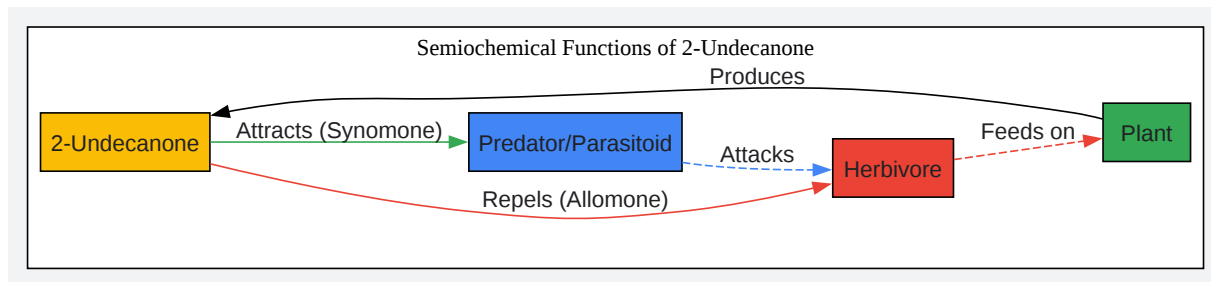 Semiochemical Functions of 2-Undecanone
Produces
2-Undecanone
Attracts (Synomone)
Predator/Parasitoid
Attacks
Herbivore
Feeds on
Plant
Repels (Allomone)